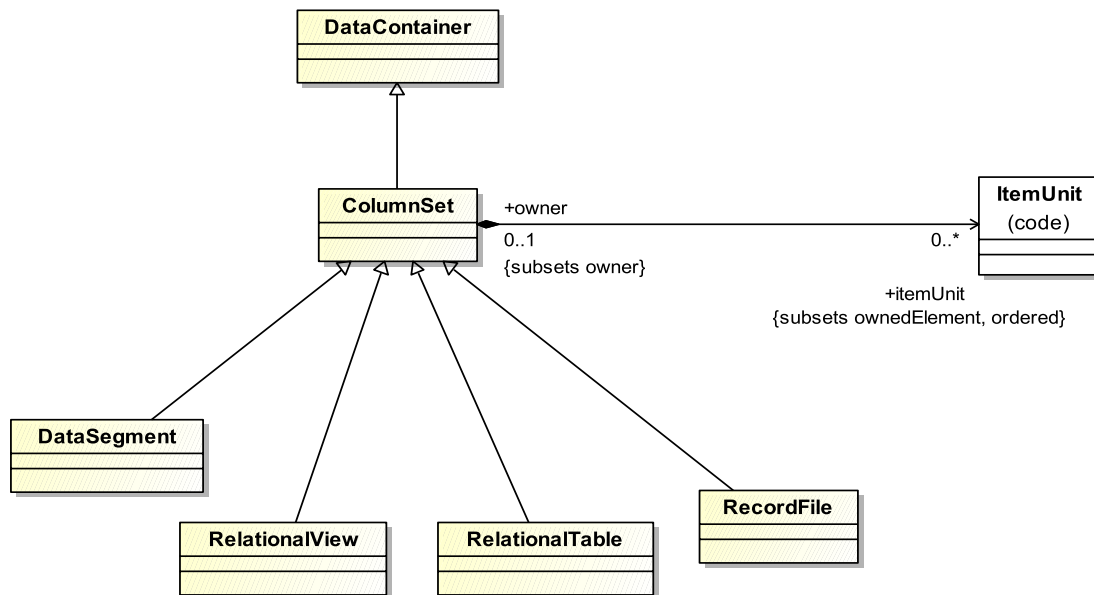 DataContainer
ColumnSet
+owner
0..1
{subsets owner}
0..*
ItemUnit
(code)
+itemUnit
{subsets ownedElement, ordered}
DataSegment
RelationalView
RelationalTable
RecordFile